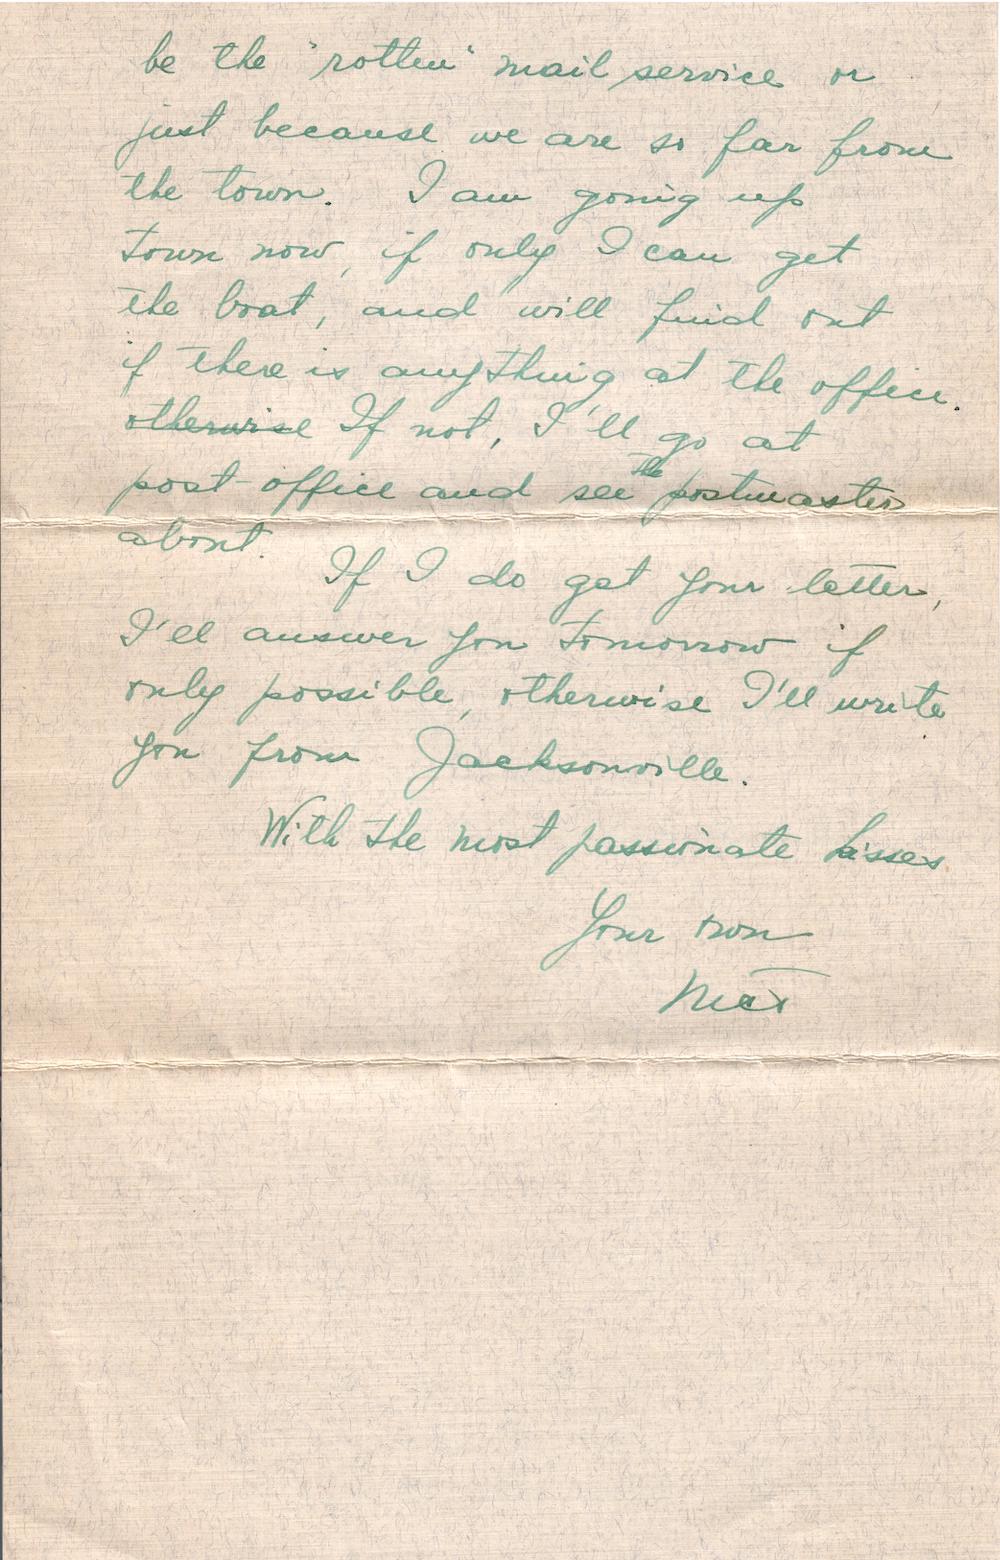 be the "rotten" mail service or
just because we are so far from
the town. I am going up
town now, if only I can get
the boat, and will find out
if there is anything at the office.
otherwise If not, I'll go at
post-office and see the postmaster
about.
If I do get your letter,
I'll answer you tomorrow if
only possible, otherwise I'll write
you from Jacksonville.
With the most passionate kisses
Your own